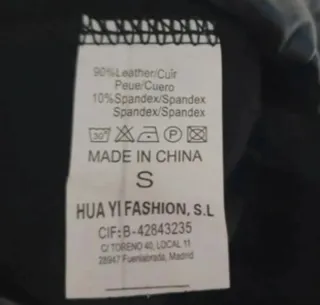 90%Leather/Cuir
Peue/Cuero
10%Spandex/Spandex
Spandex/Spandex
30°
P
MADE IN CHINA
S
HUA YI FASHION, S.L
CIF:B-42843235
C/ TORENO 40, LOCAL 11
28947 Fuenlabrada, Madrid